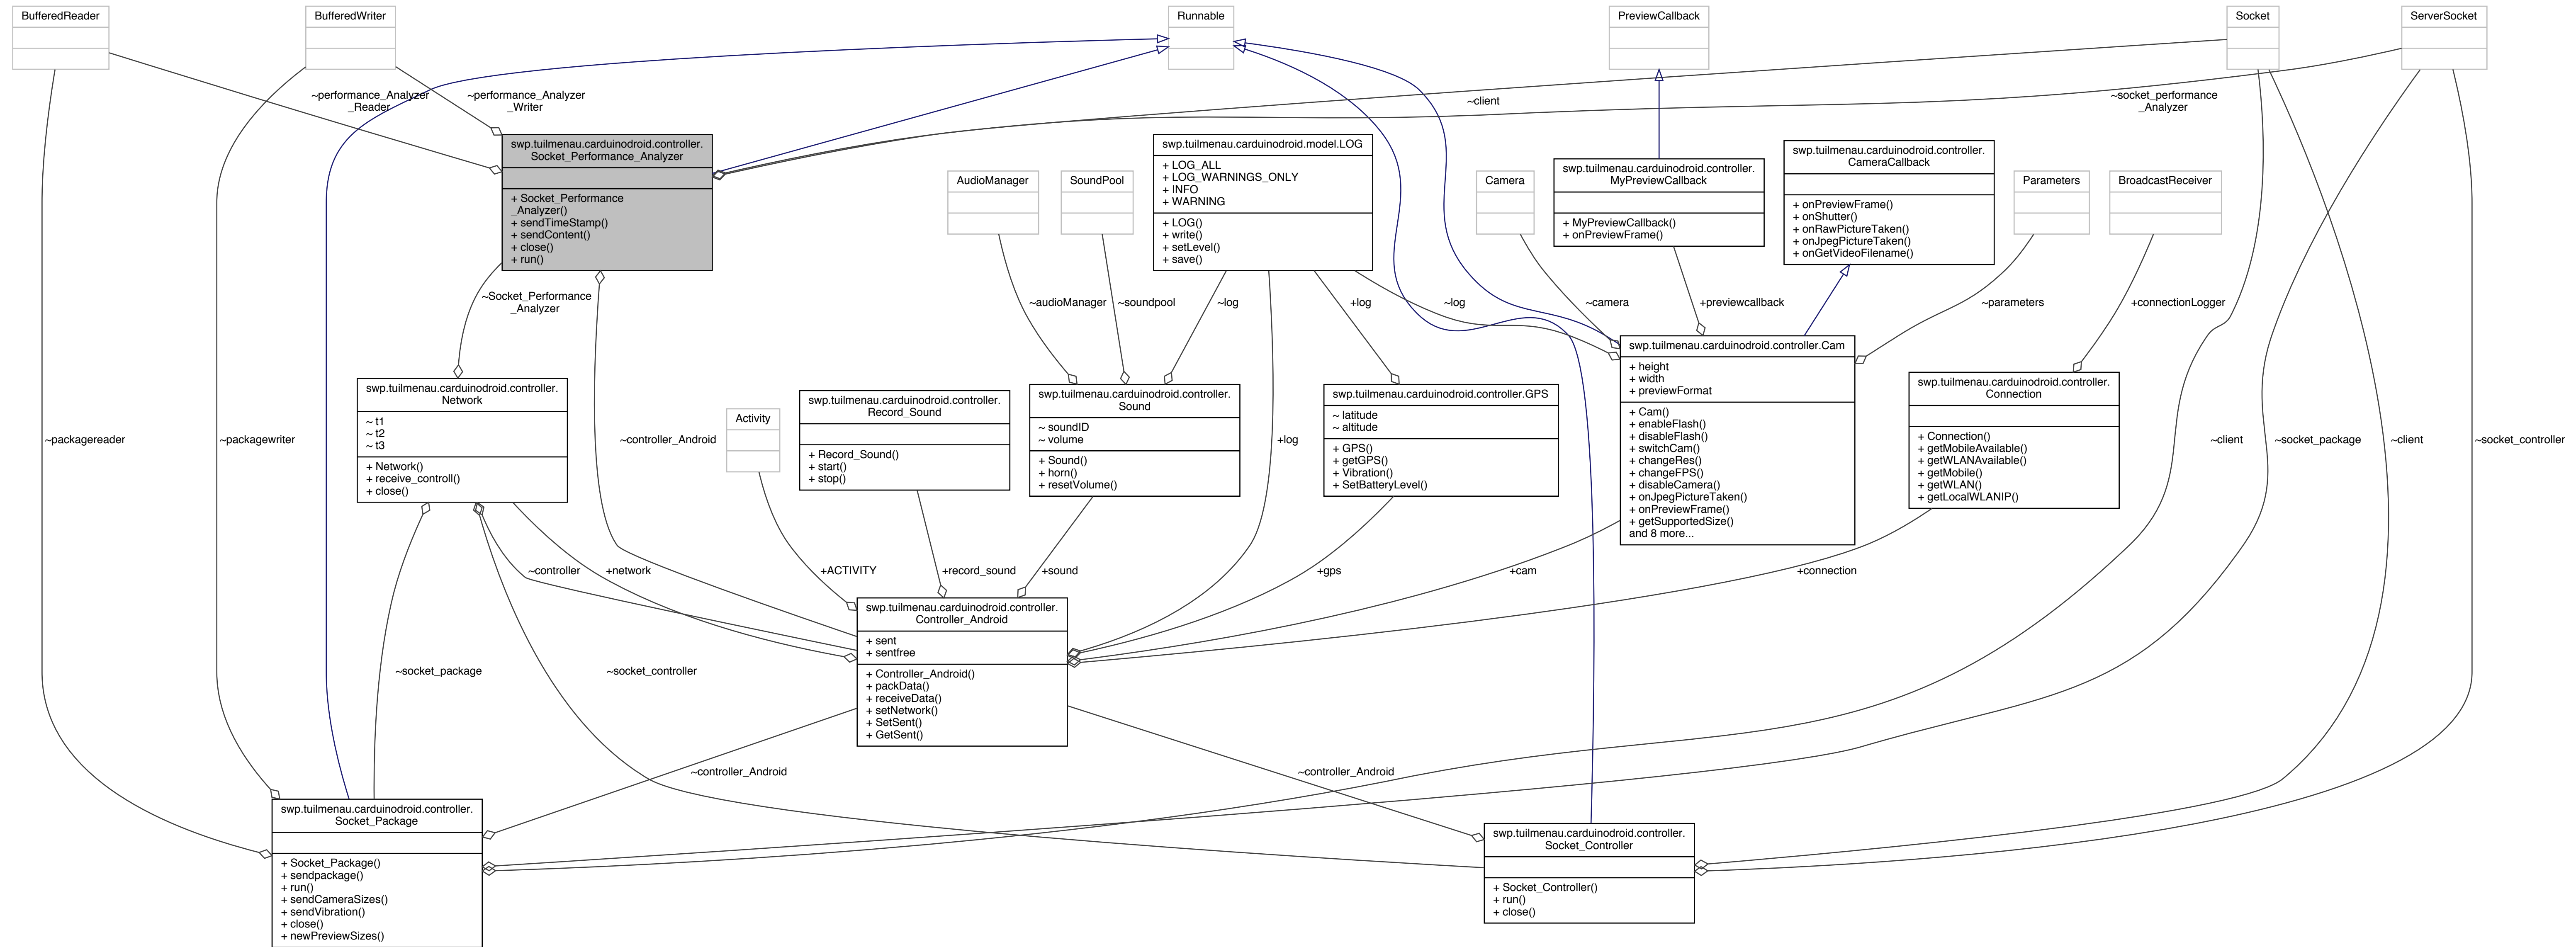 BufferedReader
BufferedWriter
Runnable
PreviewCallback
Socket
ServerSocket
~performance_Analyzer
_Reader
~performance_Analyzer
_Writer
~client
~socket_performance
_Analyzer
swp.tuilmenau.carduinodroid.controller.
Socket_Performance_Analyzer
+ Socket_Performance
_Analyzer()
+ sendTimeStamp()
+ sendContent()
+ close()
+ run()
AudioManager
SoundPool
swp.tuilmenau.carduinodroid.model.LOG
+ LOG_ALL
+ LOG_WARNINGS_ONLY
+ INFO
+ WARNING
+ LOG()
+ write()
+ setLevel()
+ save()
Camera
swp.tuilmenau.carduinodroid.controller.
MyPreviewCallback
+ MyPreviewCallback()
+ onPreviewFrame()
swp.tuilmenau.carduinodroid.controller.
CameraCallback
+ onPreviewFrame()
+ onShutter()
+ onRawPictureTaken()
+ onJpegPictureTaken()
+ onGetVideoFilename()
Parameters
BroadcastReceiver
~Socket_Performance
_Analyzer
~audioManager
~soundpool
~log
+log
~log
~camera
+previewcallback
~parameters
+connectionLogger
swp.tuilmenau.carduinodroid.controller.
Network
~ t1
~ t2
~ t3
+ Network()
+ receive_controll()
+ close()
Activity
swp.tuilmenau.carduinodroid.controller.
Record_Sound
+ Record_Sound()
+ start()
+ stop()
swp.tuilmenau.carduinodroid.controller.
Sound
~ soundID
~ volume
+ Sound()
+ horn()
+ resetVolume()
swp.tuilmenau.carduinodroid.controller.GPS
~ latitude
~ altitude
+ GPS()
+ getGPS()
+ Vibration()
+ SetBatteryLevel()
swp.tuilmenau.carduinodroid.controller.Cam
+ height
+ width
+ previewFormat
+ Cam()
+ enableFlash()
+ disableFlash()
+ switchCam()
+ changeRes()
+ changeFPS()
+ disableCamera()
+ onJpegPictureTaken()
+ onPreviewFrame()
+ getSupportedSize()
and 8 more...
swp.tuilmenau.carduinodroid.controller.
Connection
+ Connection()
+ getMobileAvailable()
+ getWLANAvailable()
+ getMobile()
+ getWLAN()
+ getLocalWLANIP()
~packagereader
~packagewriter
~controller_Android
+log
~client
~socket_package
~client
~socket_controller
~controller
+network
+ACTIVITY
+record_sound
+sound
+gps
+cam
+connection
swp.tuilmenau.carduinodroid.controller.
Controller_Android
+ sent
+ sentfree
+ Controller_Android()
+ packData()
+ receiveData()
+ setNetwork()
+ SetSent()
+ GetSent()
~socket_package
~socket_controller
~controller_Android
~controller_Android
swp.tuilmenau.carduinodroid.controller.
Socket_Package
+ Socket_Package()
+ sendpackage()
+ run()
+ sendCameraSizes()
+ sendVibration()
+ close()
+ newPreviewSizes()
swp.tuilmenau.carduinodroid.controller.
Socket_Controller
+ Socket_Controller()
+ run()
+ close()